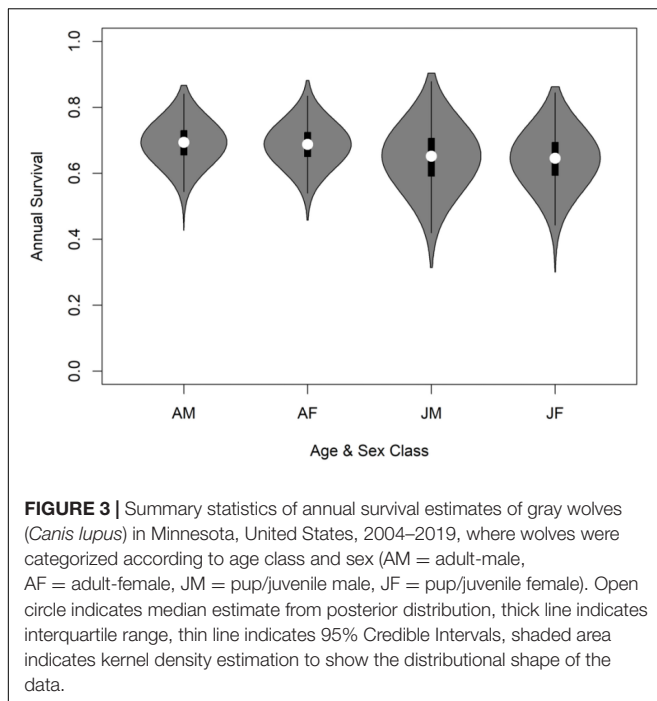 1.0
0.8
0.6
0.4
0.2
0.0
Annual Survival
AM AF JM JF
Age & Sex Class
FIGURE 3 | Summary statistics of annual survival estimates of gray wolves
(Canis lupus) in Minnesota, United States, 2004–2019, where wolves were
categorized according to age class and sex (AM = adult-male,
AF = adult-female, JM = pup/juvenile male, JF = pup/juvenile female). Open
circle indicates median estimate from posterior distribution, thick line indicates
interquartile range, thin line indicates 95% Credible Intervals, shaded area
indicates kernel density estimation to show the distributional shape of the
data.